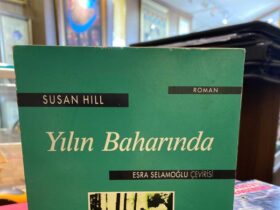 ROMAN
SUSAN HILL
Yılın Baharında
ESRA SELAMOĞLU ÇEVİRİSİ